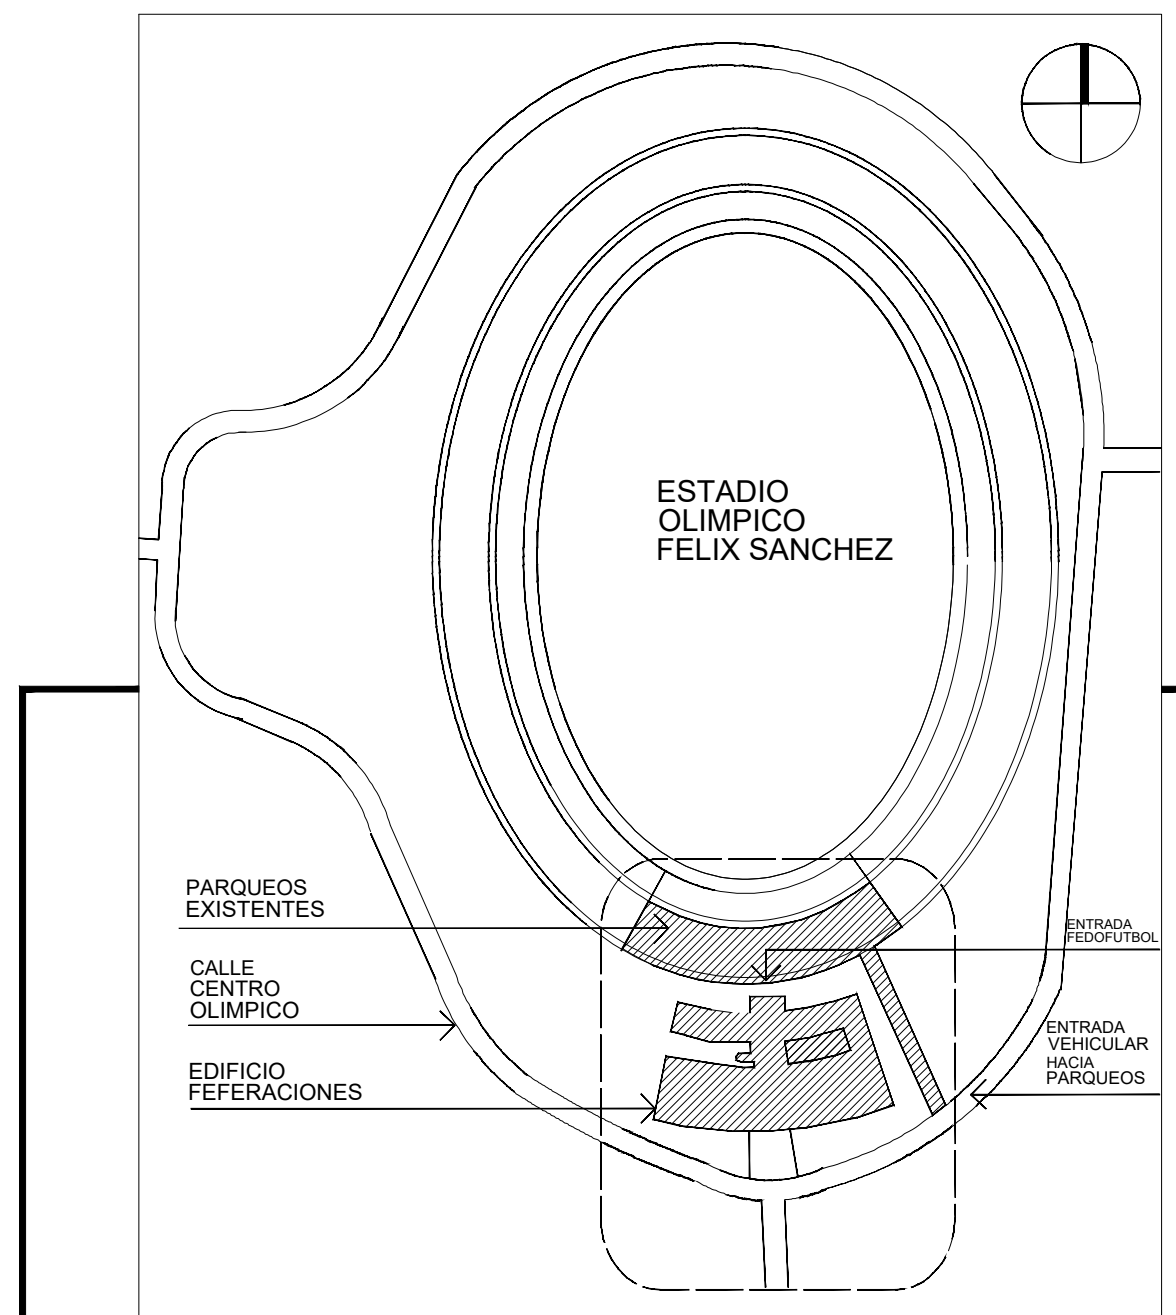 ESTADIO
OLIMPICO
FELIX SANCHEZ
PARQUEOS
EXISTENTES
ENTRADA
FEDOFUTBOL
CALLE
CENTRO
OLIMPICO
ENTRADA
VEHICULAR
HACIA
PARQUEOS
EDIFICIO
FEFERACIONES